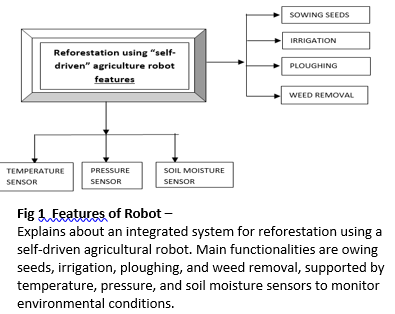 Reforestation using "self-
driven" agriculture robot
features
SOWING SEEDS
IRRIGATION
PLOUGHING
WEED REMOVAL
TEMPERATURE
SENSOR
PRESSURE
SENSOR
SOIL MOISTURE
SENSOR
Fig 1 Features of Robot –
Explains about an integrated system for reforestation using a
self-driven agricultural robot. Main functionalities are owing
seeds, irrigation, ploughing, and weed removal, supported by
temperature, pressure, and soil moisture sensors to monitor
environmental conditions.